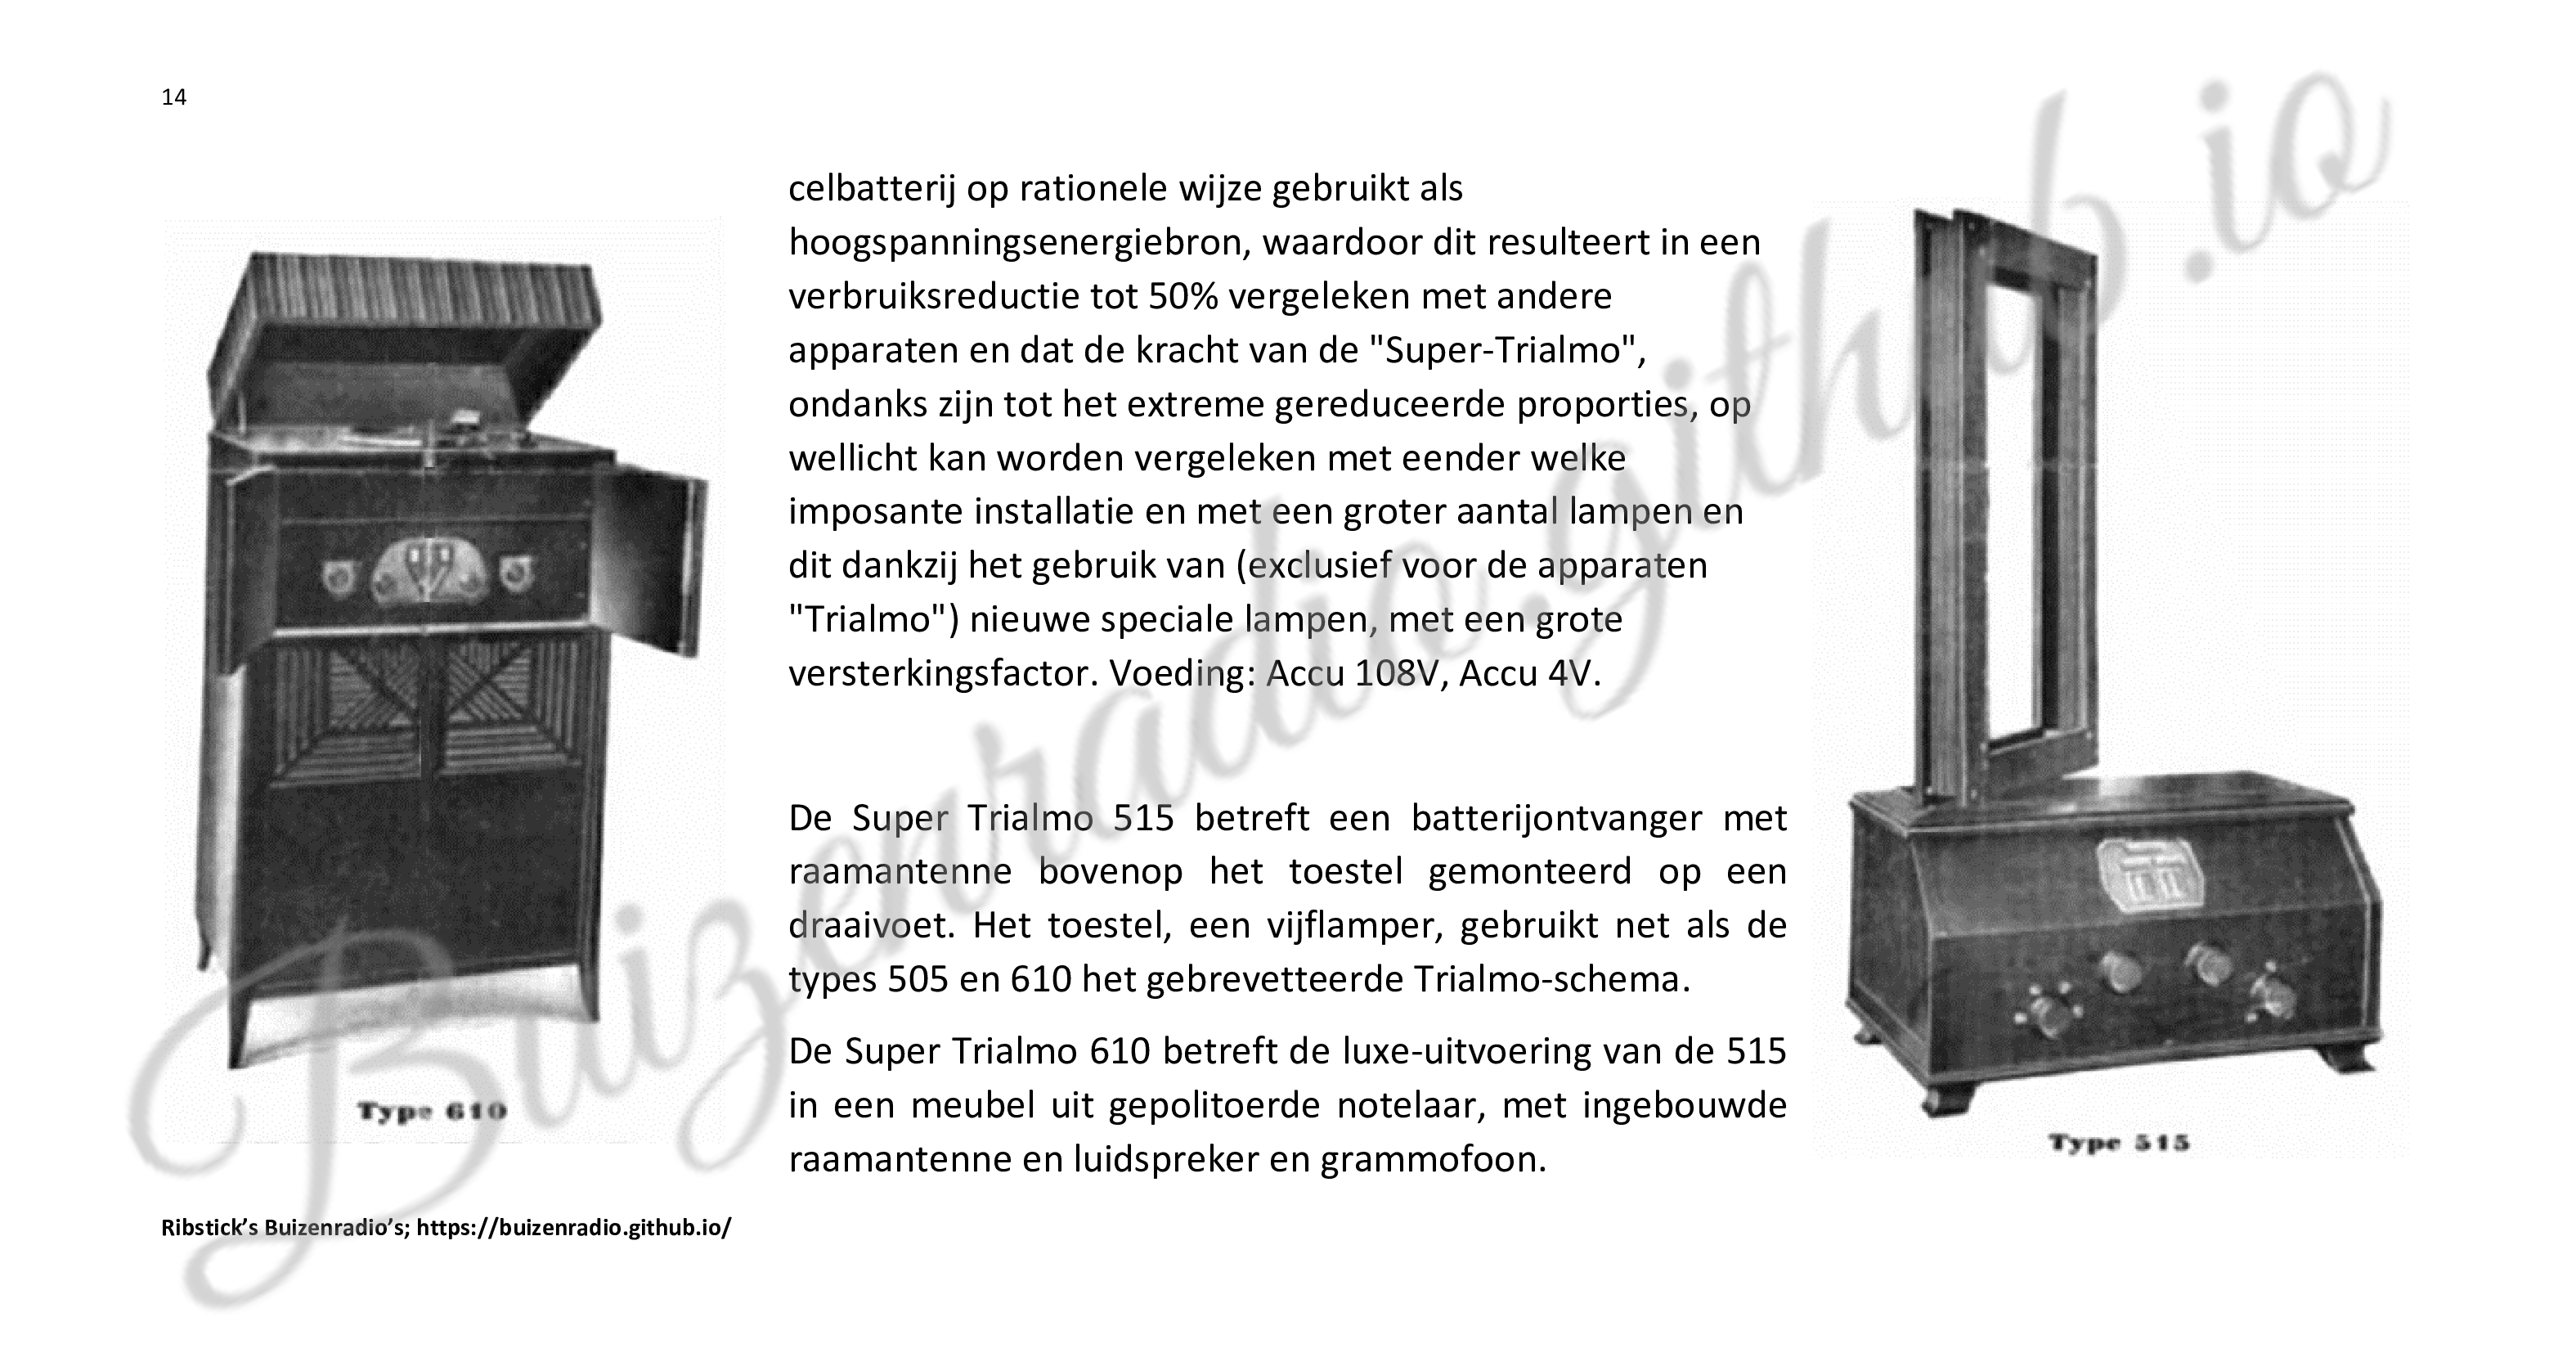 14
celbatterij op rationele wijze gebruikt als
hoogspanningsenergiebron, waardoor dit resulteert in een
verbruiksreductie tot 50% vergeleken met andere
apparaten en dat de kracht van de "Super-Trialmo",
ondanks zijn tot het extreme gereduceerde proporties, op
wellicht kan worden vergeleken met eender welke
imposante installatie en met een groter aantal lampen en
dit dankzij het gebruik van (exclusief voor de apparaten
"Trialmo") nieuwe speciale lampen, met een grote
versterkingsfactor. Voeding: Accu 108V, Accu 4V.
De Super Trialmo 515 betreft een batterijontvanger met
raamantenne bovenop het toestel gemonteerd op een
draaivoet. Het toestel, een vijflamper, gebruikt net als de
types 505 en 610 het gebrevetteerde Trialmo-schema.
De Super Trialmo 610 betreft de luxe-uitvoering van de 515
in een meubel uit gepolitoerde notelaar, met ingebouwde
raamantenne en luidspreker en grammofoon.
Type 610
Type 515
Ribstick’s Buizenradio’s; https://buizenradio.github.io/
Buizenradio.github.io